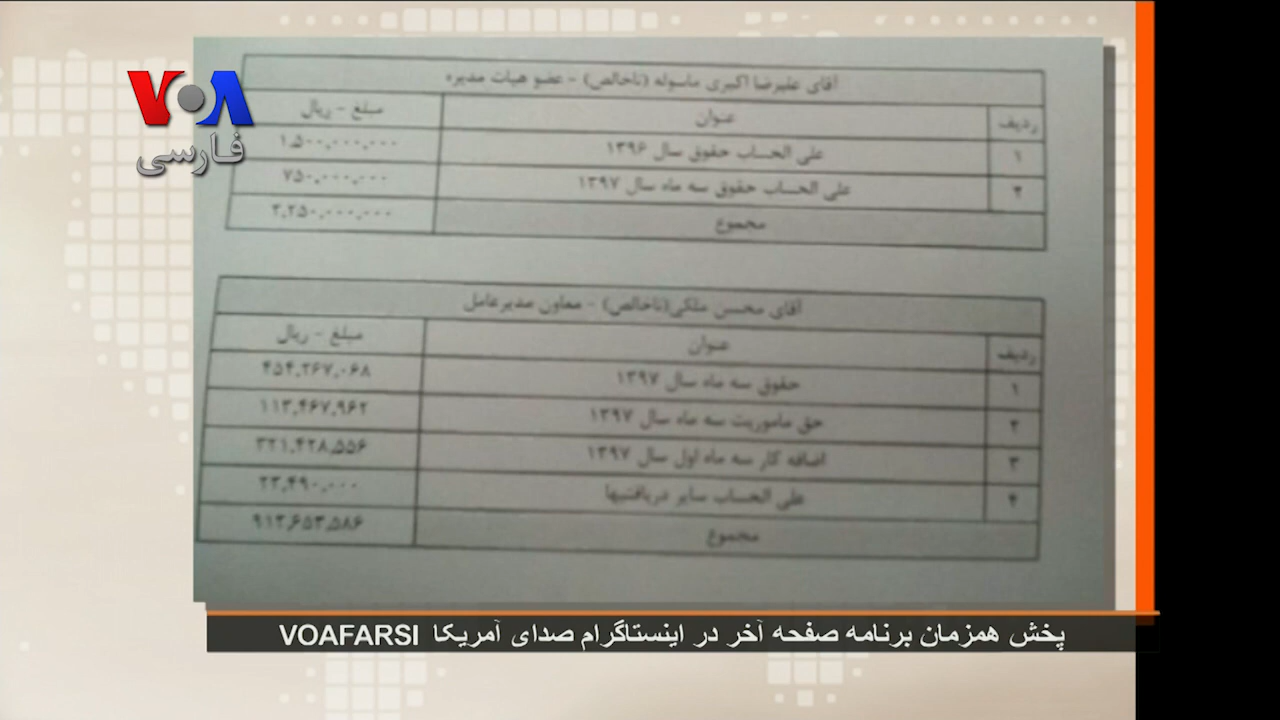 VOA
فارسی
آقای علیرضا اکبری ماسوله (ناخالص) - عضو هیات مدیره
ردیف عنوان مبلغ - ریال
۱ علی الحساب حقوق سال ۱۳۹۶ ۱,۵۰۰,۰۰۰,۰۰۰
۲ علی الحساب حقوق سه ماه سال ۱۳۹۷ ۷۵۰,۰۰۰,۰۰۰
مجموع ۲,۲۵۰,۰۰۰,۰۰۰
آقای محسن ملکی(ناخالص) - معاون مدیرعامل
ردیف عنوان مبلغ - ریال
۱ حقوق سه ماه سال ۱۳۹۷ ۴۵۴,۲۶۷,۰۶۸
۲ حق ماموریت سه ماه سال ۱۳۹۷ ۱۱۳,۴۶۷,۹۶۲
۳ اضافه کار سه ماه اول سال ۱۳۹۷ ۳۲۱,۴۲۸,۵۵۶
۴ علی الحساب سایر دریافتیها ۲۳,۴۹۰,۰۰۰
مجموع ۹۱۲,۶۵۳,۵۸۶
پخش همزمان برنامه صفحه آخر در اینستاگرام صدای آمریکا VOAFARSI